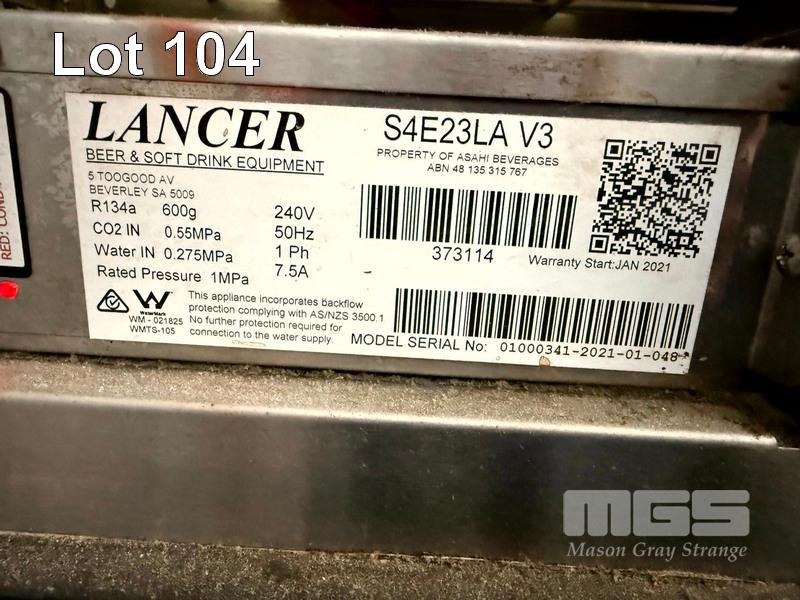 Lot 104
LANCER
BEER & SOFT DRINK EQUIPMENT
5 TOOGOOD AV
BEVERLEY SA 5009
R134a 600g 240V
CO2 IN 0.55MPa 50Hz
Water IN 0.275MPa 1 Ph
Rated Pressure 1MPa 7.5A
WaterMark
WM - 021825
WMTS-105
This appliance incorporates backflow
protection complying with AS/NZS 3500.1
No further protection required for
connection to the water supply.
S4E23LA V3
PROPERTY OF ASAHI BEVERAGES
ABN 48 135 315 767
373114
Warranty Start: JAN 2021
MODEL SERIAL No: 01000341-2021-01-048
RED: COND
MGS
Mason Gray Strange